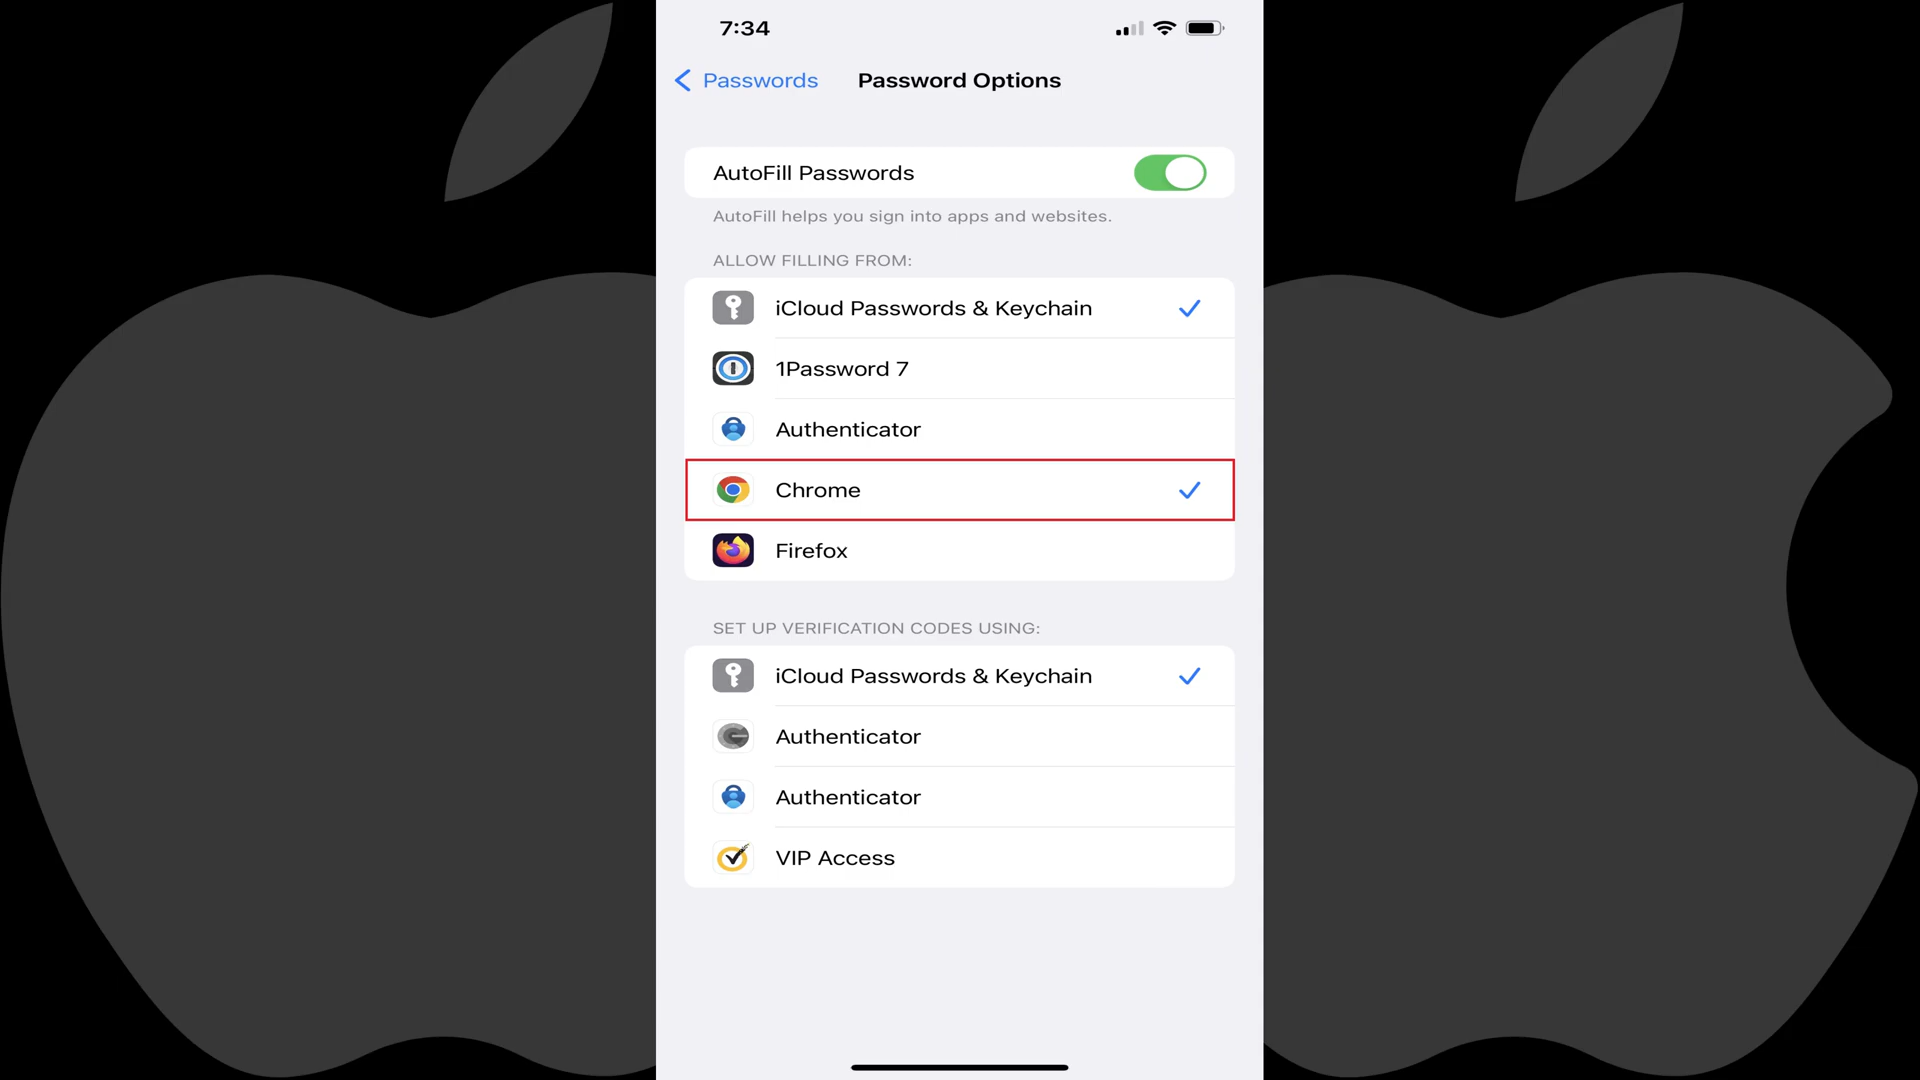 7:34
Passwords
Password Options
AutoFill Passwords
AutoFill helps you sign into apps and websites.
ALLOW FILLING FROM:
iCloud Passwords & Keychain
1Password 7
Authenticator
Chrome
Firefox
SET UP VERIFICATION CODES USING:
iCloud Passwords & Keychain
Authenticator
Authenticator
VIP Access